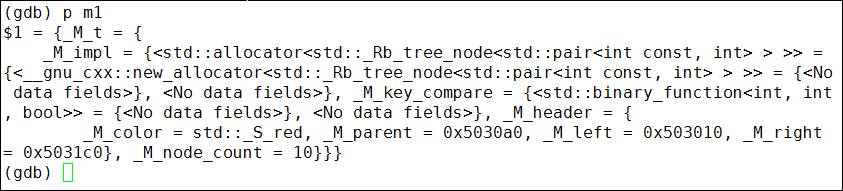 (gdb) p m1
$1 = {_M_t = {
    _M_impl = {<std::allocator<std::_Rb_tree_node<std::pair<int const, int> > >> =
{<__gnu_cxx::new_allocator<std::_Rb_tree_node<std::pair<int const, int> > >> = {<No
 data fields>}, <No data fields>}, _M_key_compare = {<std::binary_function<int, int
, bool>> = {<No data fields>}, <No data fields>}, _M_header = {
        _M_color = std::_S_red, _M_parent = 0x5030a0, _M_left = 0x503010, _M_right
= 0x5031c0}, _M_node_count = 10}}}
(gdb)